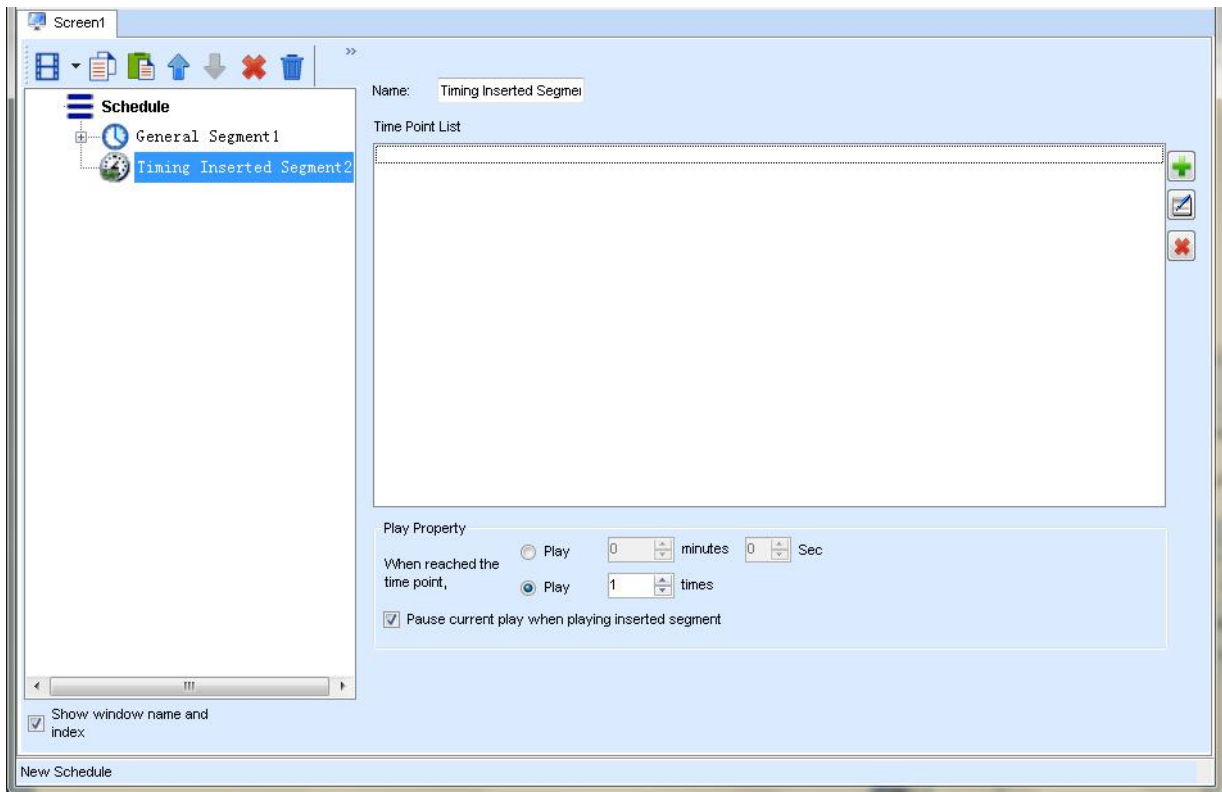 Screen1
»
Schedule
General Segment1
Timing Inserted Segment2
Name: Timing Inserted Segmer
Time Point List
Play Property
When reached the
time point,
Play 0 minutes 0 Sec
Play 1 times
Pause current play when playing inserted segment
Show window name and
index
New Schedule